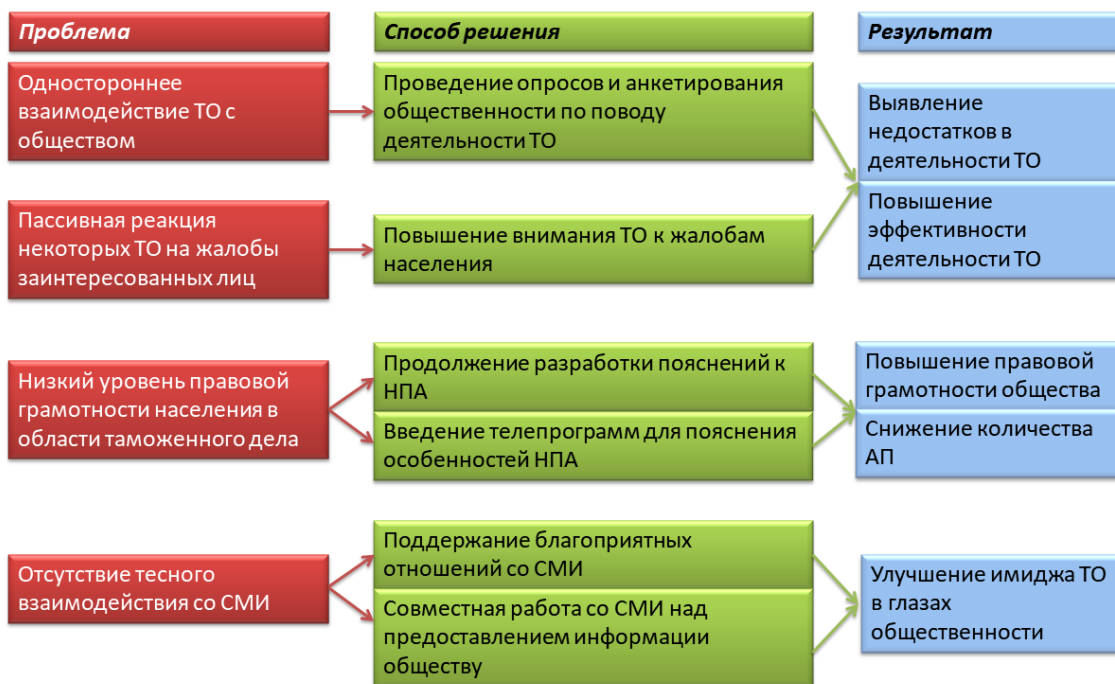 Проблема
Способ решения
Результат
Одностороннее
взаимодействие ТО с
обществом
Проведение опросов и анкетирования
общественности по поводу
деятельности ТО
Выявление
недостатков в
деятельности ТО
Пассивная реакция
некоторых ТО на жалобы
заинтересованных лиц
Повышение внимания ТО к жалобам
населения
Повышение
эффективности
деятельности ТО
Низкий уровень правовой
грамотности населения в
области таможенного дела
Продолжение разработки пояснений к
НПА
Введение телепрограмм для пояснения
особенностей НПА
Повышение правовой
грамотности общества
Снижение количества
АП
Отсутствие тесного
взаимодействия со СМИ
Поддержание благоприятных
отношений со СМИ
Совместная работа со СМИ над
предоставлением информации
обществу
Улучшение имиджа ТО
в глазах
общественности